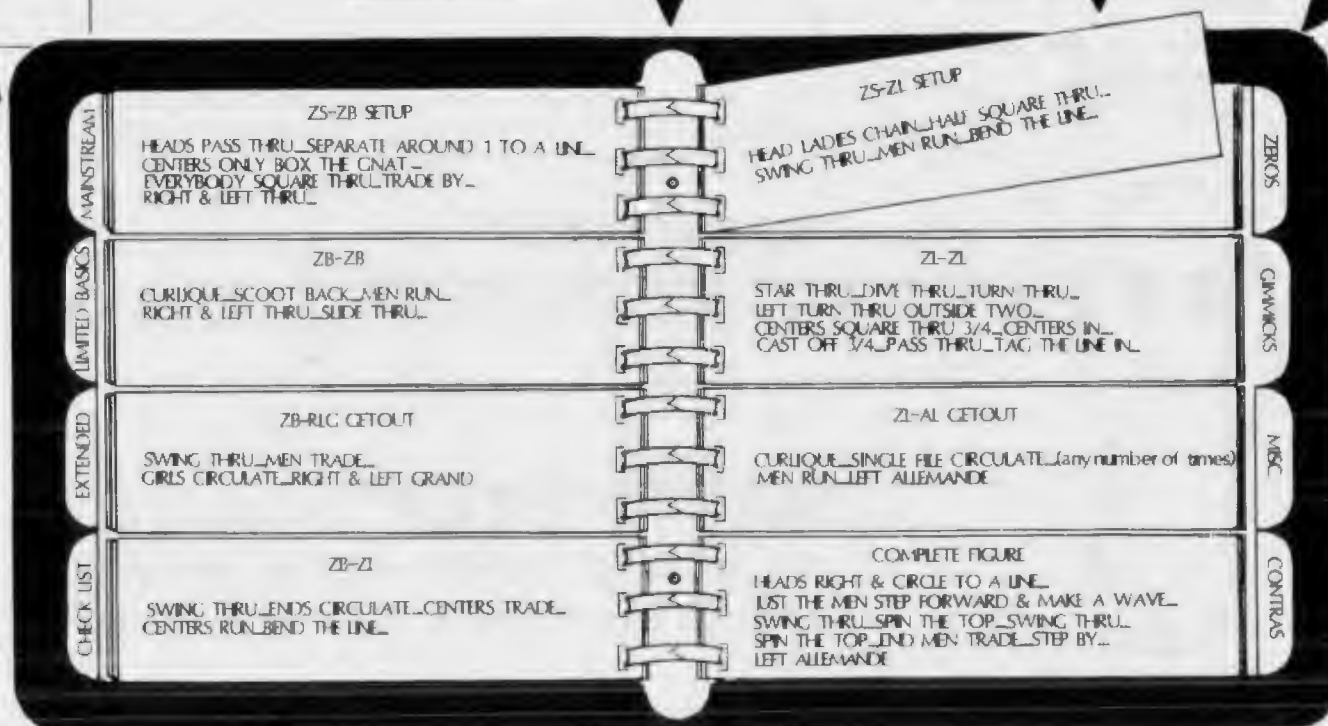 MAINSTREAM
ZS-ZB SETUP
HEADS PASS THRU_SEPARATE AROUND 1 TO A LINE_
CENTERS ONLY BOX THE GNAT_
EVERYBODY SQUARE THRU_TRADE BY_
RIGHT & LEFT THRU_
LIMITED BASICS
ZB-ZB
CURLIQUE_SCOOT BACK_MEN RUN_
RIGHT & LEFT THRU_SLIDE THRU_
EXTENDED
ZB-RLG GETOUT
SWING THRU_MEN TRADE_
GIRLS CIRCULATE_RIGHT & LEFT GRAND
CHECK LIST
ZB-ZL
SWING THRU_ENDS CIRCULATE_CENTERS TRADE_
CENTERS RUN_BEND THE LINE_
ZS-ZL SETUP
HEAD LADIES CHAIN_HALF SQUARE THRU_
SWING THRU_MEN RUN_BEND THE LINE_
ZEROS
ZL-ZL
STAR THRU_DIVE THRU_TURN THRU_
LEFT TURN THRU OUTSIDE TWO_
CENTERS SQUARE THRU 3/4_CENTERS IN_
CAST OFF 3/4_PASS THRU_TAG THE LINE IN_
GIMMICKS
ZL-AL GETOUT
CURLIQUE_SINGLE FILE CIRCULATE_(any number of times)
MEN RUN_LEFT ALLEMANDE
MISC
COMPLETE FIGURE
HEADS RIGHT & CIRCLE TO A LINE_
JUST THE MEN STEP FORWARD & MAKE A WAVE_
SWING THRU_SPIN THE TOP_SWING THRU_
SPIN THE TOP_END MEN TRADE_STEP BY_
LEFT ALLEMANDE
CONTRAS